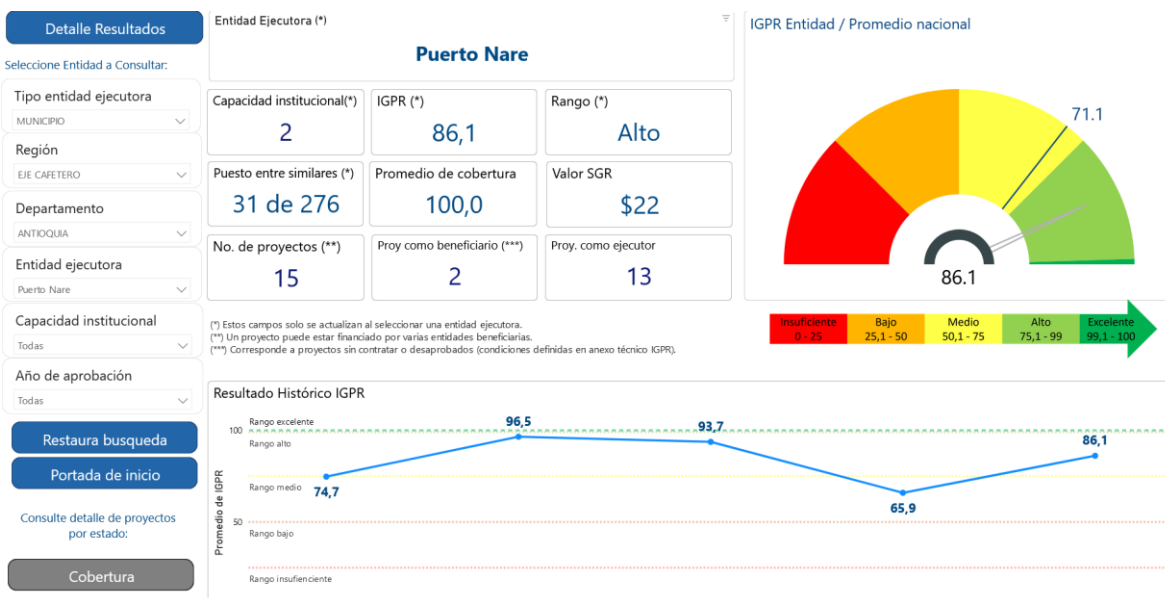 Detalle Resultados
Seleccione Entidad a Consultar:
Tipo entidad ejecutora
MUNICIPIO
Región
EJE CAFETERO
Departamento
ANTIOQUIA
Entidad ejecutora
Puerto Nare
Capacidad institucional
Todas
Año de aprobación
Todas
Restaura busqueda
Portada de inicio
Consulte detalle de proyectos
por estado:
Cobertura
Entidad Ejecutora (*)
Puerto Nare
Capacidad institucional(*)
2
IGPR (*)
86,1
Rango (*)
Alto
Puesto entre similares (*)
31 de 276
Promedio de cobertura
100,0
Valor SGR
$22
No. de proyectos (**)
15
Proy como beneficiario (***)
2
Proy. como ejecutor
13
(*) Estos campos solo se actualizan al seleccionar una entidad ejecutora.
(**) Un proyecto puede estar financiado por varias entidades beneficiarias.
(***) Corresponde a proyectos sin contratar o desaprobados (condiciones definidas en anexo técnico IGPR).
IGPR Entidad / Promedio nacional
71.1
86.1
Insuficiente
0 - 25
Bajo
25,1 - 50
Medio
50,1 - 75
Alto
75,1 - 99
Excelente
99,1 - 100
Resultado Histórico IGPR
Promedio de IGPR
100
50
Rango excelente
Rango alto
Rango medio
Rango bajo
Rango insufienciente
74,7
96,5
93,7
65,9
86,1